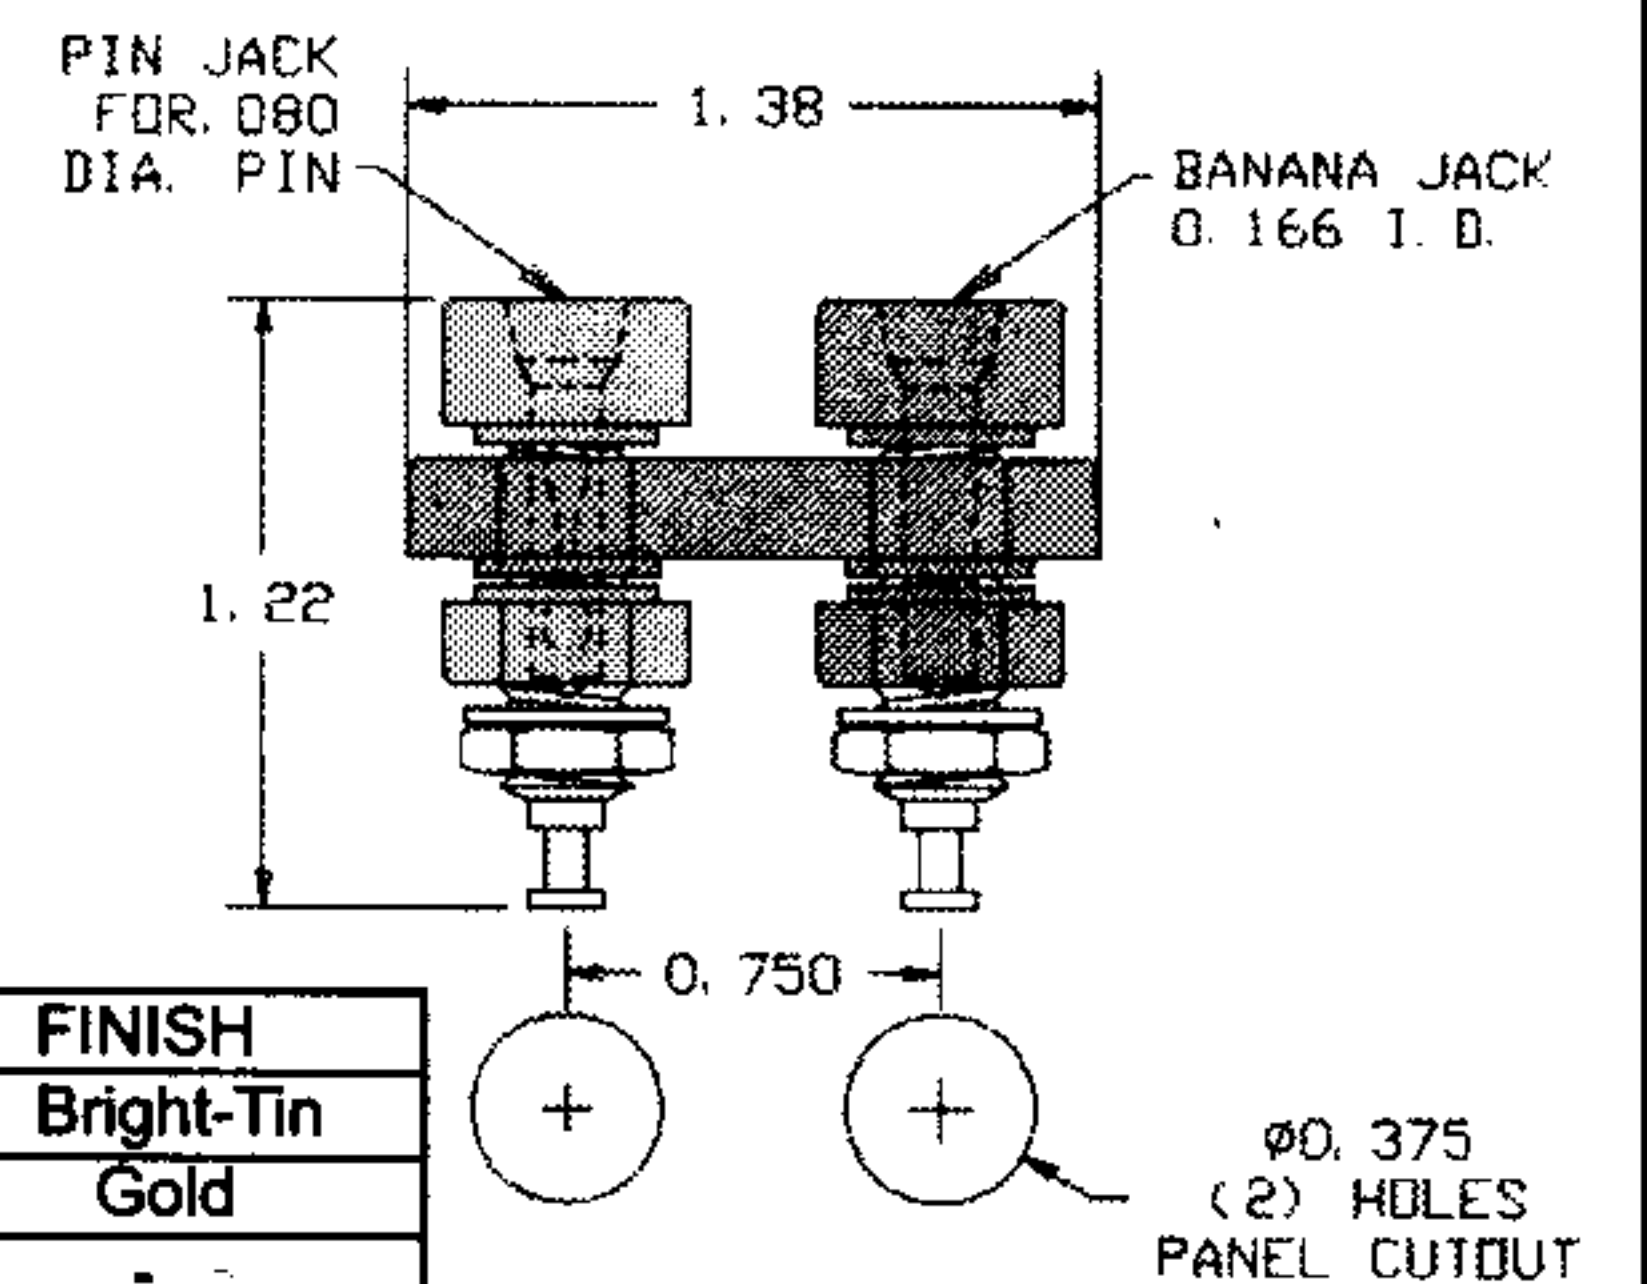 PIN JACK
FOR .080
DIA. PIN
1.38
BANANA JACK
0.166 I.D.
1.22
0.750
FINISH
Bright-Tin
Gold
ø0.375
(2) HOLES
PANEL CUTOUT